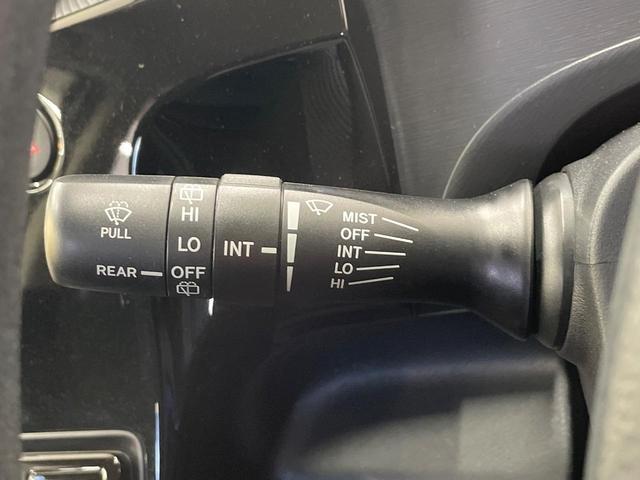 PULL
REAR
HI
LO
OFF
INT
MIST
OFF
INT
LO
HI